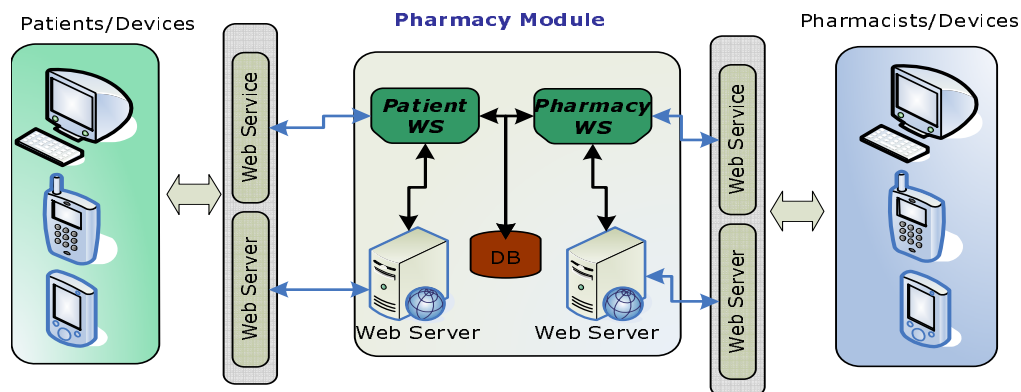 Patients/Devices
Pharmacy Module
Pharmacists/Devices
Web Service
Web Server
Patient
WS
Pharmacy
WS
DB
Web Server
Web Server
Web Service
Web Server